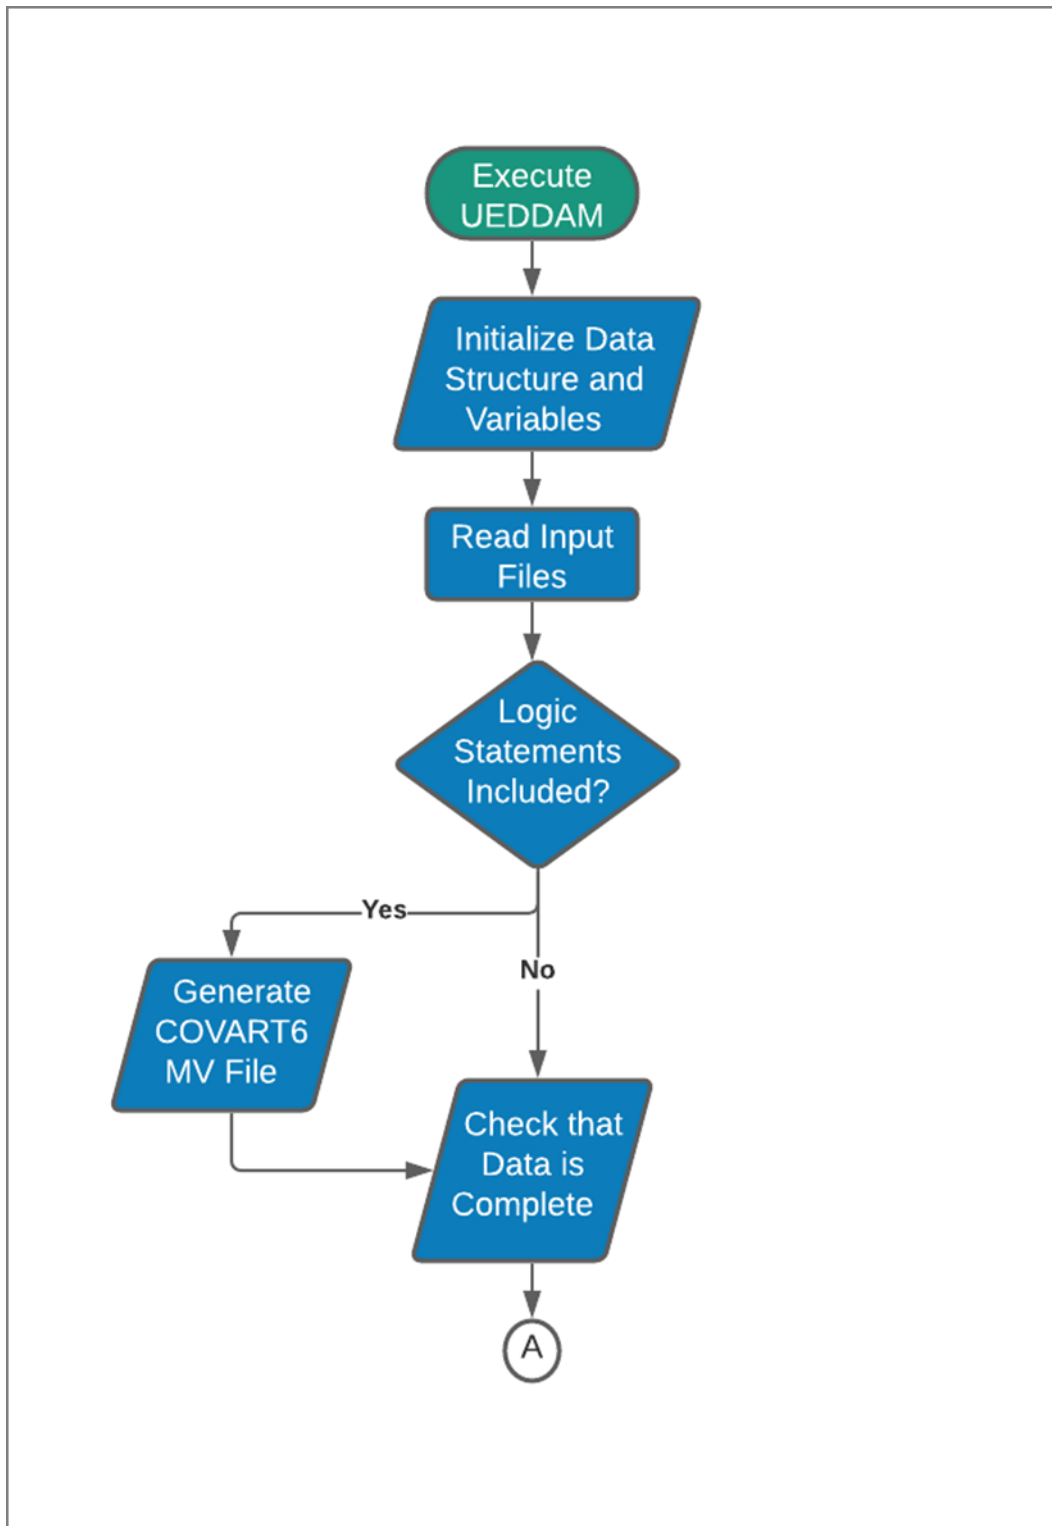 Execute
UEDDAM
Initialize Data
Structure and
Variables
Read Input
Files
Logic
Statements
Included?
Yes
No
Generate
COVART6
MV File
Check that
Data is
Complete
A